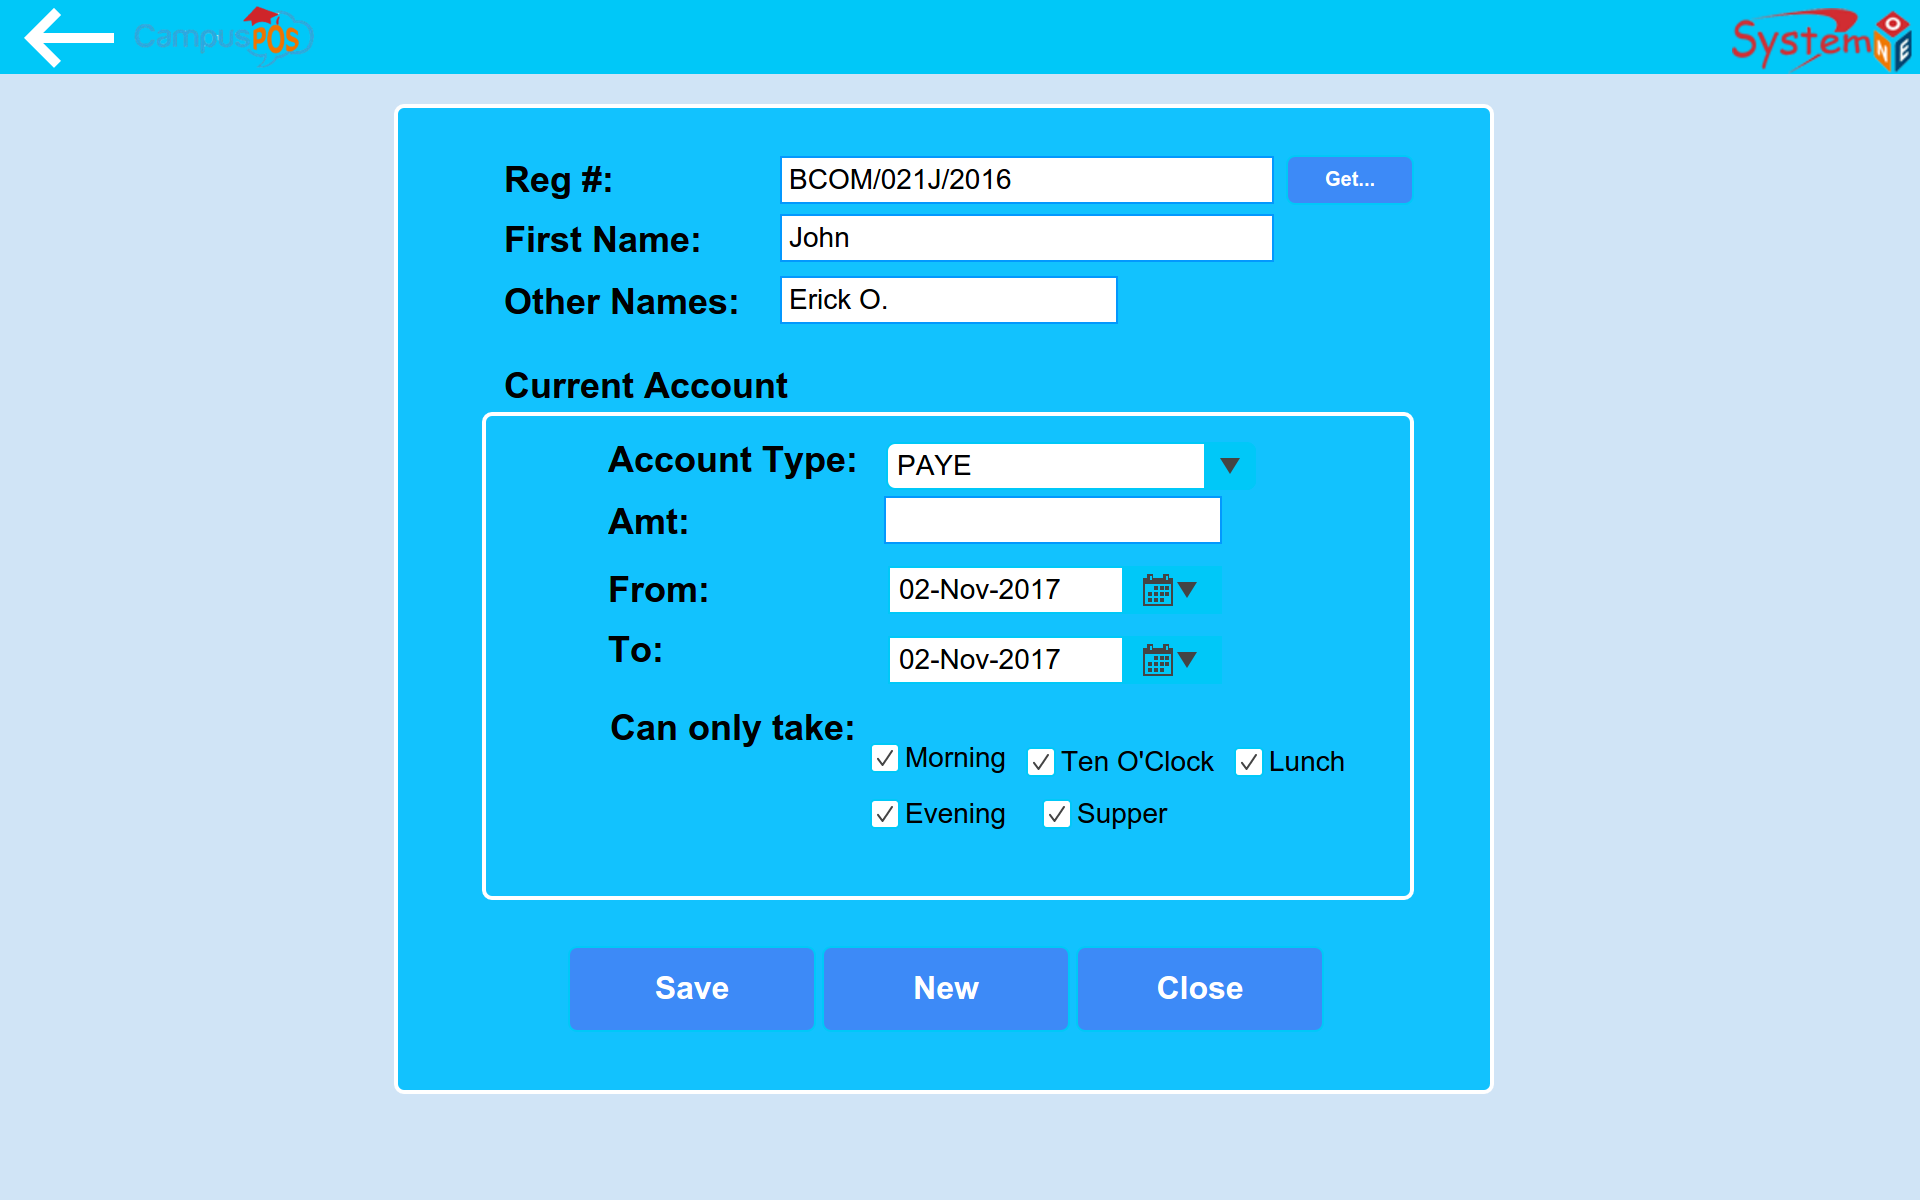 CampusPOS
SystemONE
Reg #: BCOM/021J/2016 Get...
First Name: John
Other Names: Erick O.
Current Account
Account Type: PAYE
Amt:
From: 02-Nov-2017
To: 02-Nov-2017
Can only take:
Morning Ten O'Clock Lunch
Evening Supper
Save New Close